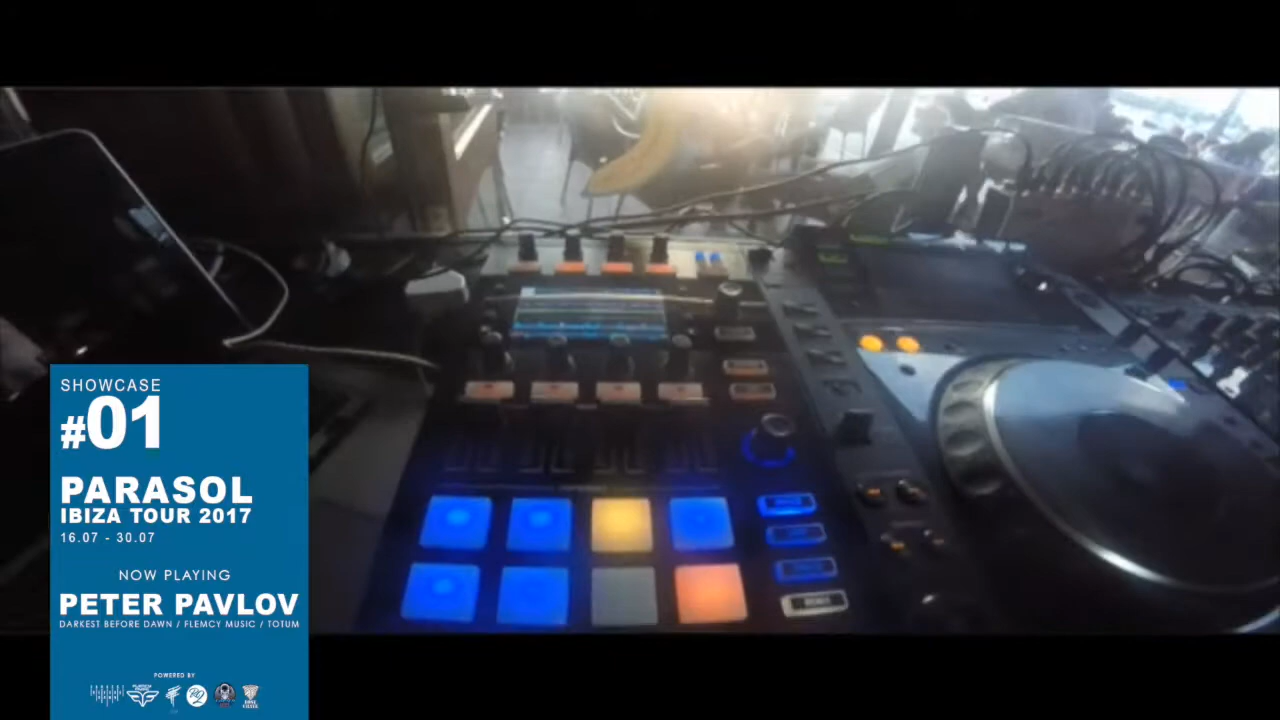 SHOWCASE
#01
PARASOL
IBIZA TOUR 2017
16.07 - 30.07
NOW PLAYING
PETER PAVLOV
DARKEST BEFORE DAWN / FLEMCY MUSIC / TOTUM
POWERED BY